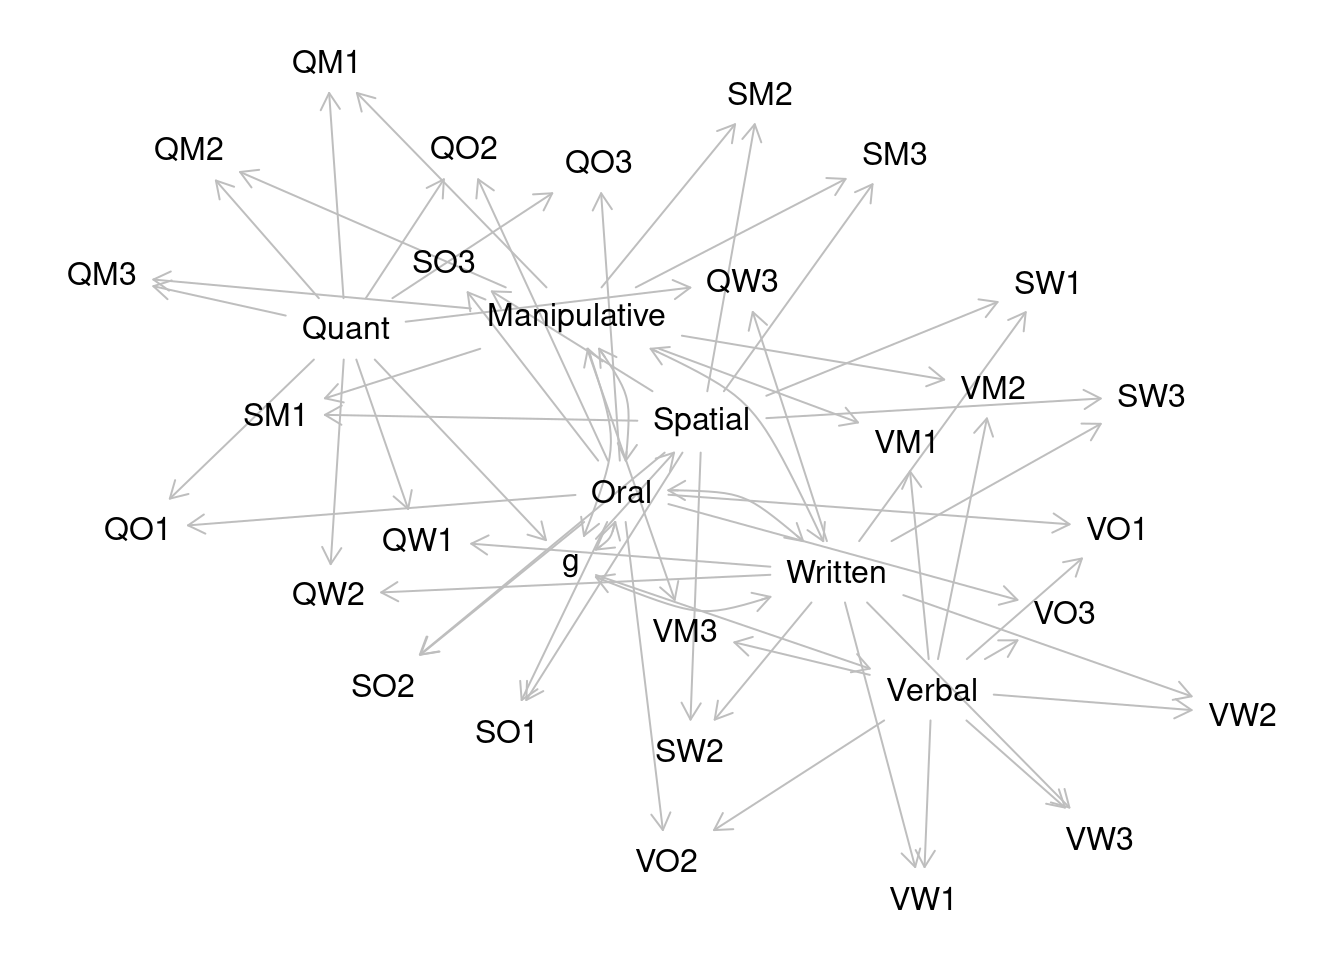 QM1
SM2
QM2
QO2
QO3
SM3
SO3
QM3
QW3
SW1
Quant
Manipulative
VM2
SW3
SM1
Spatial
VM1
Oral
QO1
QW1
VO1
g
Written
QW2
VO3
VM3
SO2
Verbal
VW2
SO1
SW2
VW3
VO2
VW1